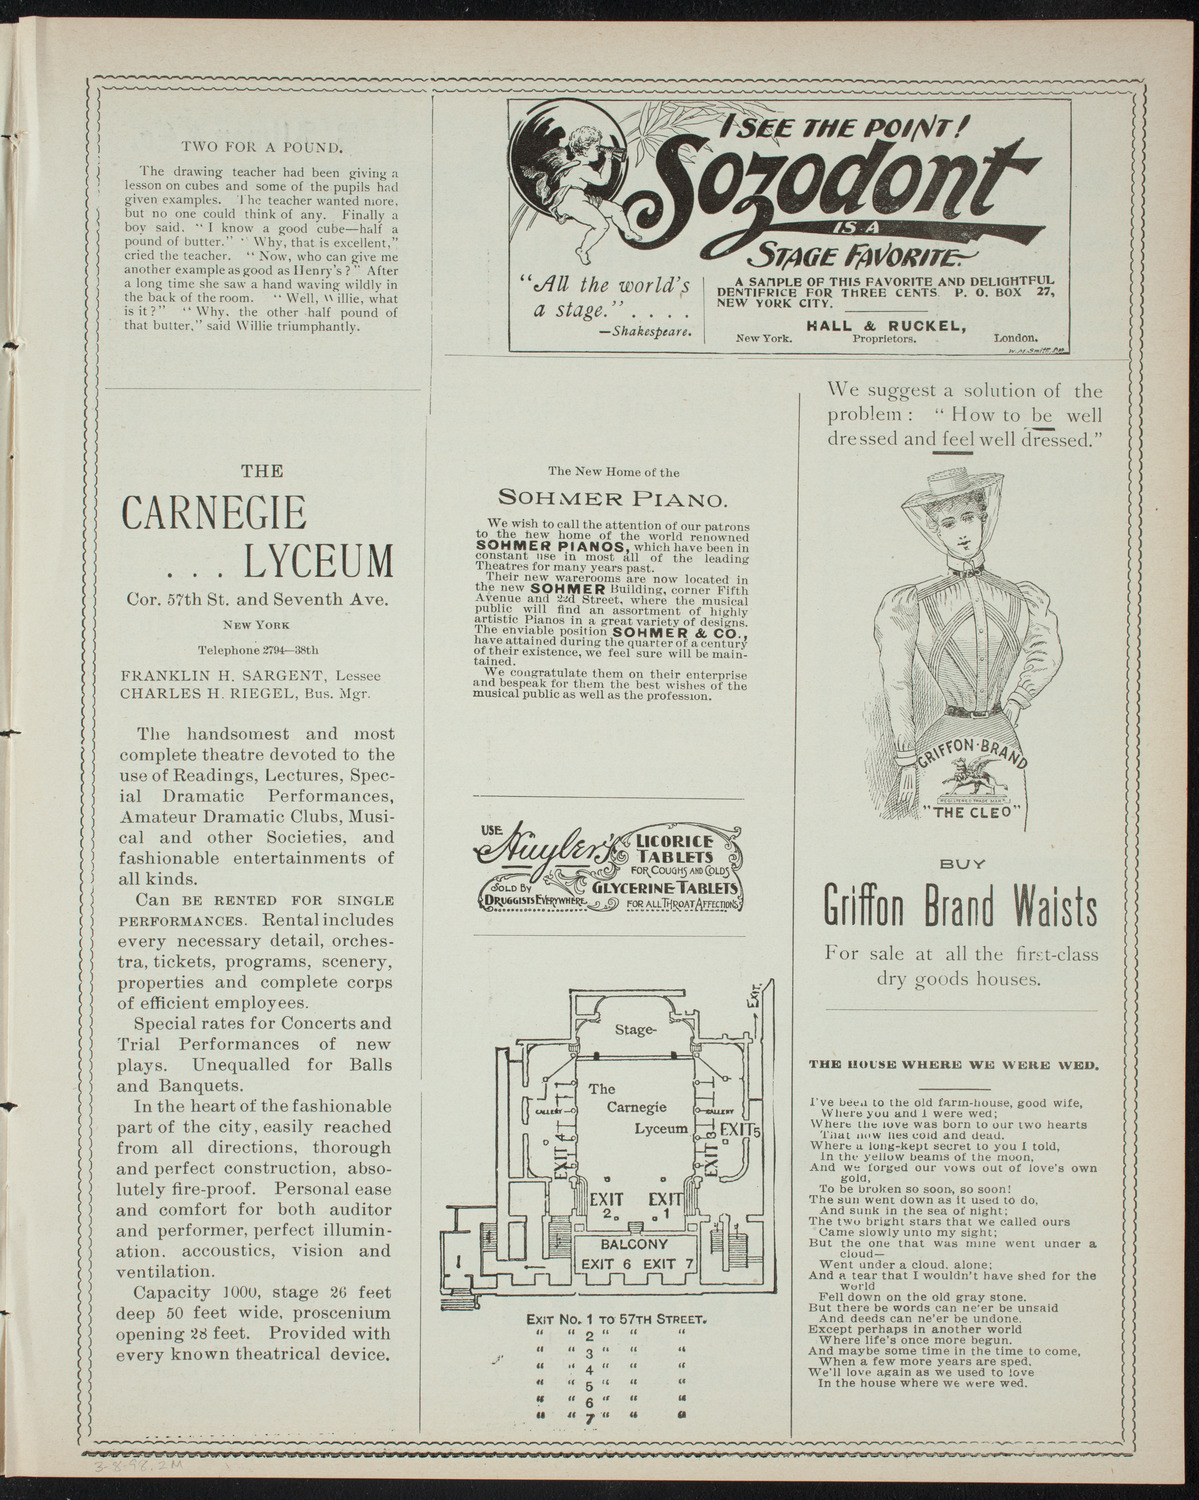 TWO FOR A POUND.
The drawing teacher had been giving a
lesson on cubes and some of the pupils had
given examples. The teacher wanted more,
but no one could think of any. Finally a
boy said, "I know a good cube—half a
pound of butter." "Why, that is excellent,"
cried the teacher. "Now, who can give me
another example as good as Henry's?" After
a long time she saw a hand waving wildly in
the back of the room. "Well, Willie, what
is it?" "Why, the other half pound of
that butter," said Willie triumphantly.
THE
CARNEGIE
. . . LYCEUM
Cor. 57th St. and Seventh Ave.
NEW YORK
Telephone 2794—38th
FRANKLIN H. SARGENT, Lessee
CHARLES H. RIEGEL, Bus. Mgr.
The handsomest and most
complete theatre devoted to the
use of Readings, Lectures, Spec-
ial Dramatic Performances,
Amateur Dramatic Clubs, Musi-
cal and other Societies, and
fashionable entertainments of
all kinds.
Can BE RENTED FOR SINGLE
PERFORMANCES. Rental includes
every necessary detail, orches-
tra, tickets, programs, scenery,
properties and complete corps
of efficient employees.
Special rates for Concerts and
Trial Performances of new
plays. Unequalled for Balls
and Banquets.
In the heart of the fashionable
part of the city, easily reached
from all directions, thorough
and perfect construction, abso-
lutely fire-proof. Personal ease
and comfort for both auditor
and performer, perfect illumin-
ation, accoustics, vision and
ventilation.
Capacity 1000, stage 26 feet
deep 50 feet wide, proscenium
opening 28 feet. Provided with
every known theatrical device.
I SEE THE POINT!
Sozodont
IS A
STAGE FAVORITE.
"All the world's
a stage." . . . .
—Shakespeare.
A SAMPLE OF THIS FAVORITE AND DELIGHTFUL
DENTIFRICE FOR THREE CENTS. P. O. BOX 27,
NEW YORK CITY.
HALL & RUCKEL,
New York. Proprietors. London.
The New Home of the
SOHMER PIANO.
We wish to call the attention of our patrons
to the new home of the world renowned
SOHMER PIANOS, which have been in
constant use in most all of the leading
Theatres for many years past.
Their new warerooms are now located in
the new SOHMER Building, corner Fifth
Avenue and 22d Street, where the musical
public will find an assortment of highly
artistic Pianos in a great variety of designs.
The enviable position SOHMER & CO.,
have attained during the quarter of a century
of their existence, we feel sure will be main-
tained.
We congratulate them on their enterprise
and bespeak for them the best wishes of the
musical public as well as the profession.
USE
Huyler's
LICORICE
TABLETS
FOR COUGHS AND COLDS
SOLD BY
DRUGGISTS EVERYWHERE
GLYCERINE TABLETS
FOR ALL THROAT AFFECTIONS
EXIT.
Stage-
The
Carnegie
Lyceum
GALLERY
GALLERY
EXIT 4
EXIT 3
EXIT 5
EXIT
2.
EXIT
1
BALCONY
EXIT 6 EXIT 7
EXIT NO. 1 TO 57TH STREET.
" " 2 " " "
" " 3 " " "
" " 4 " " "
" " 5 " " "
" " 6 " " "
" " 7 " " "
We suggest a solution of the
problem: "How to be well
dressed and feel well dressed."
GRIFFON-BRAND
REGISTERED TRADE MARK
"THE CLEO"
BUY
Griffon Brand Waists
For sale at all the first-class
dry goods houses.
THE HOUSE WHERE WE WERE WED.
I've been to the old farm-house, good wife,
Where you and I were wed;
Where the love was born to our two hearts
That now lies cold and dead.
Where a long-kept secret to you I told,
In the yellow beams of the moon,
And we forged our vows out of love's own
gold,
To be broken so soon, so soon!
The sun went down as it used to do,
And sunk in the sea of night;
The two bright stars that we called ours
Came slowly unto my sight;
But the one that was mine went under a
cloud—
Went under a cloud, alone;
And a tear that I wouldn't have shed for the
world
Fell down on the old gray stone.
But there be words can ne'er be unsaid
And deeds can ne'er be undone,
Except perhaps in another world
Where life's once more begun.
And maybe some time in the time to come,
When a few more years are sped,
We'll love again as we used to love
In the house where we were wed.
3-8-98.2M